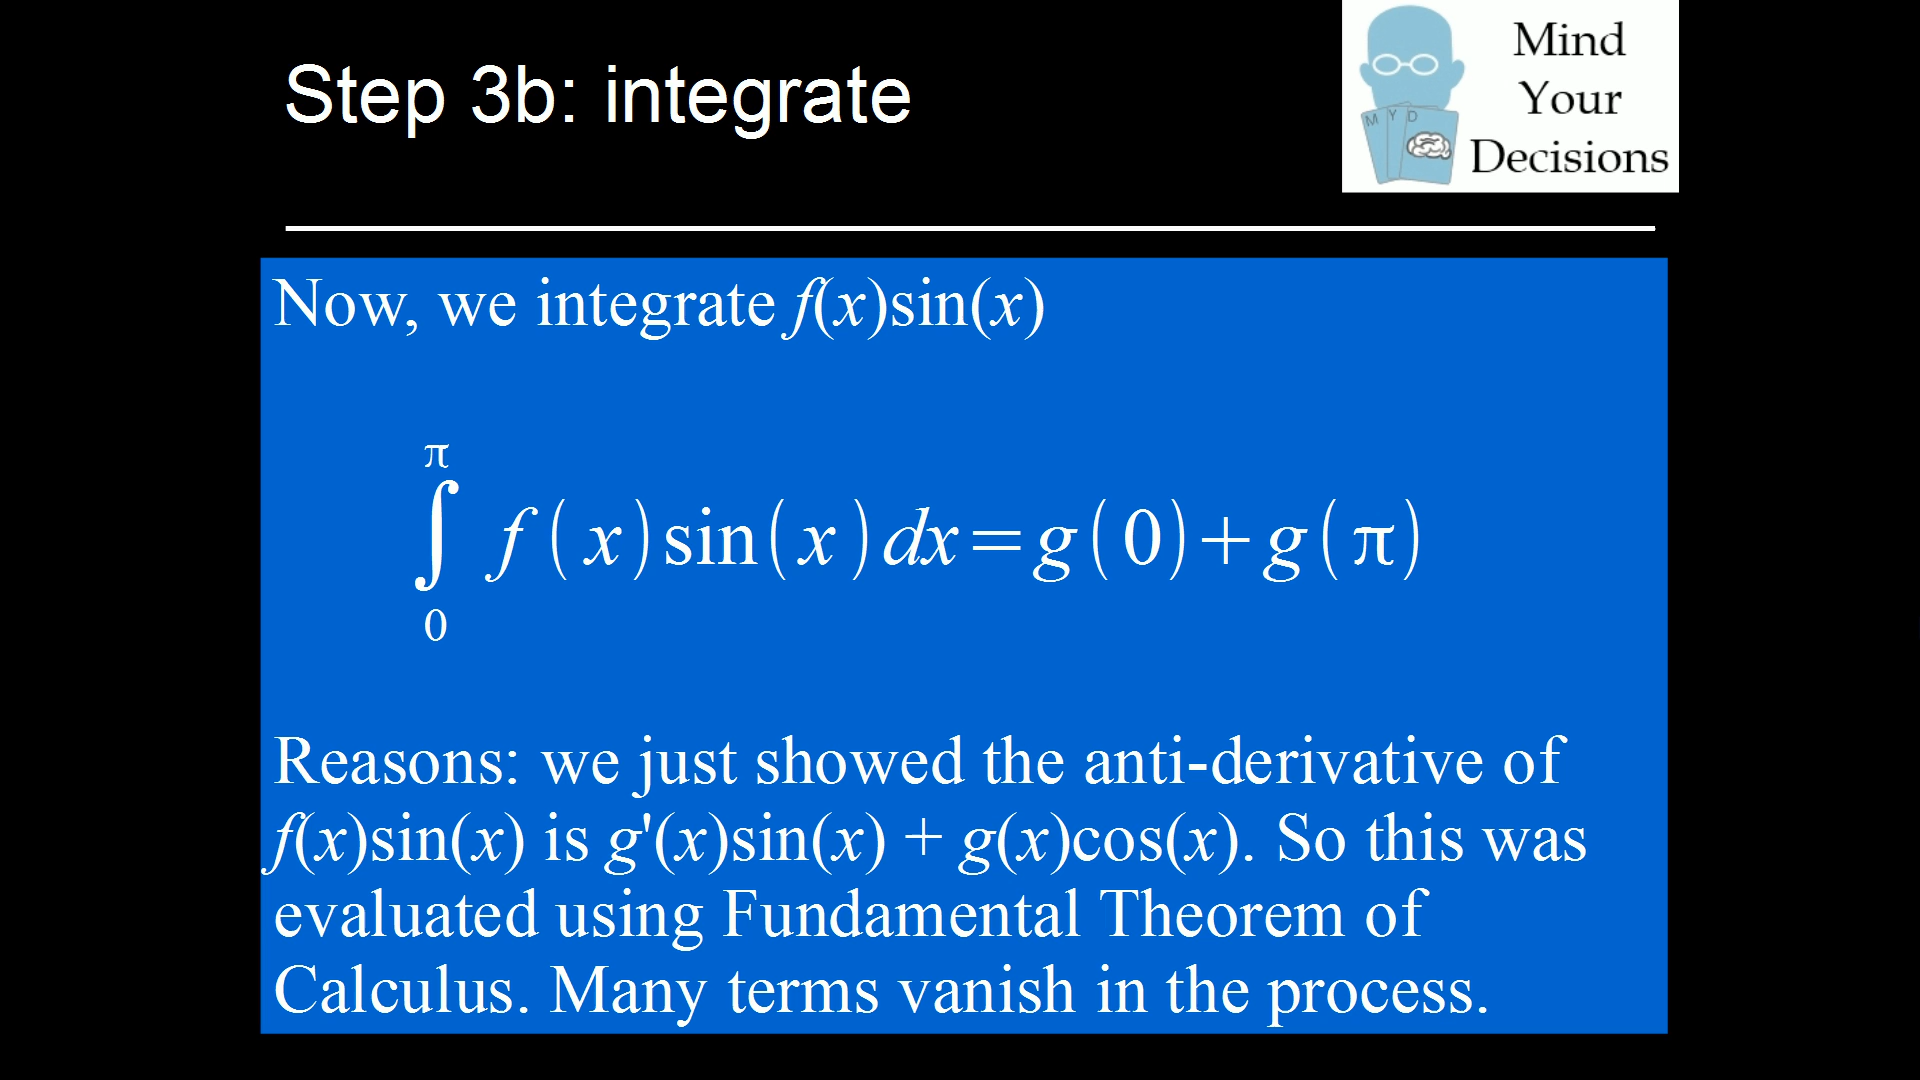 Step 3b: integrate
Mind
Your
Decisions
M Y D
Now, we integrate f(x)sin(x)
π
∫ f(x)sin(x)dx=g(0)+g(π)
0
Reasons: we just showed the anti-derivative of
f(x)sin(x) is g'(x)sin(x) + g(x)cos(x). So this was
evaluated using Fundamental Theorem of
Calculus. Many terms vanish in the process.